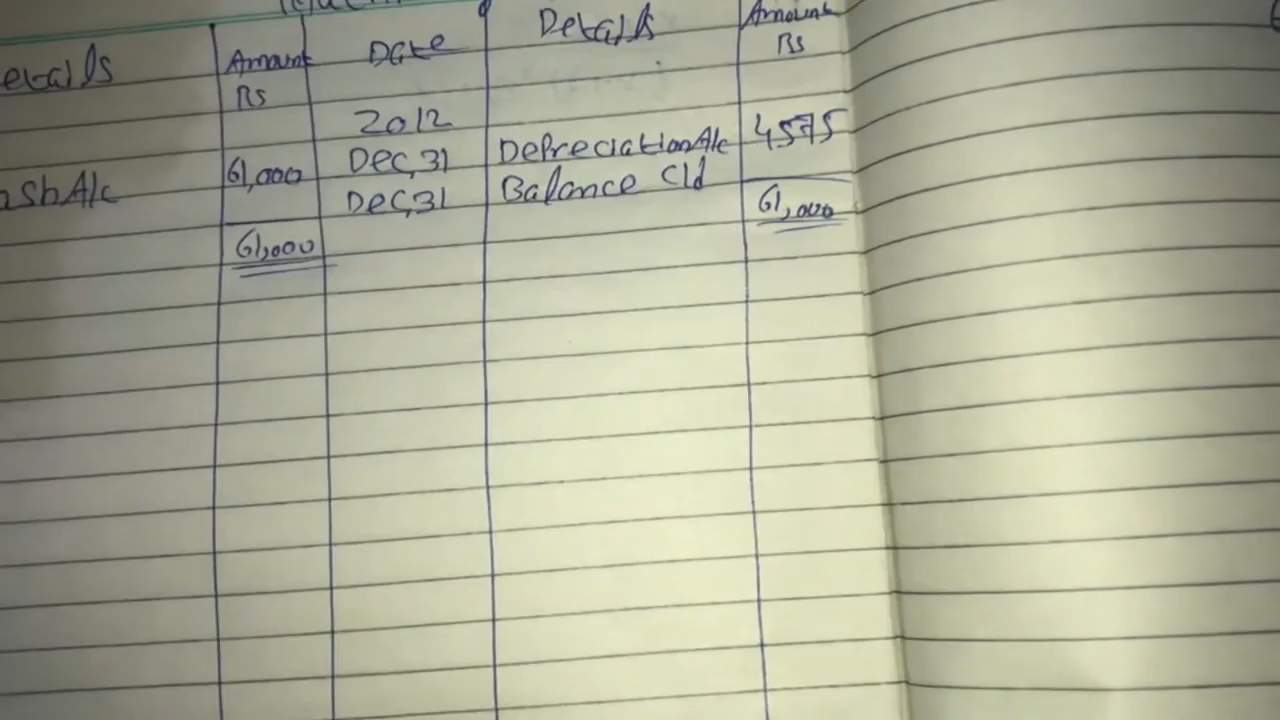 Details Amount Date Details Amount
Rs Rs
2012
61,000 Dec,31 Depreciation A/c 4575
Cash A/c Dec,31 Balance C/d
61,000 61,000